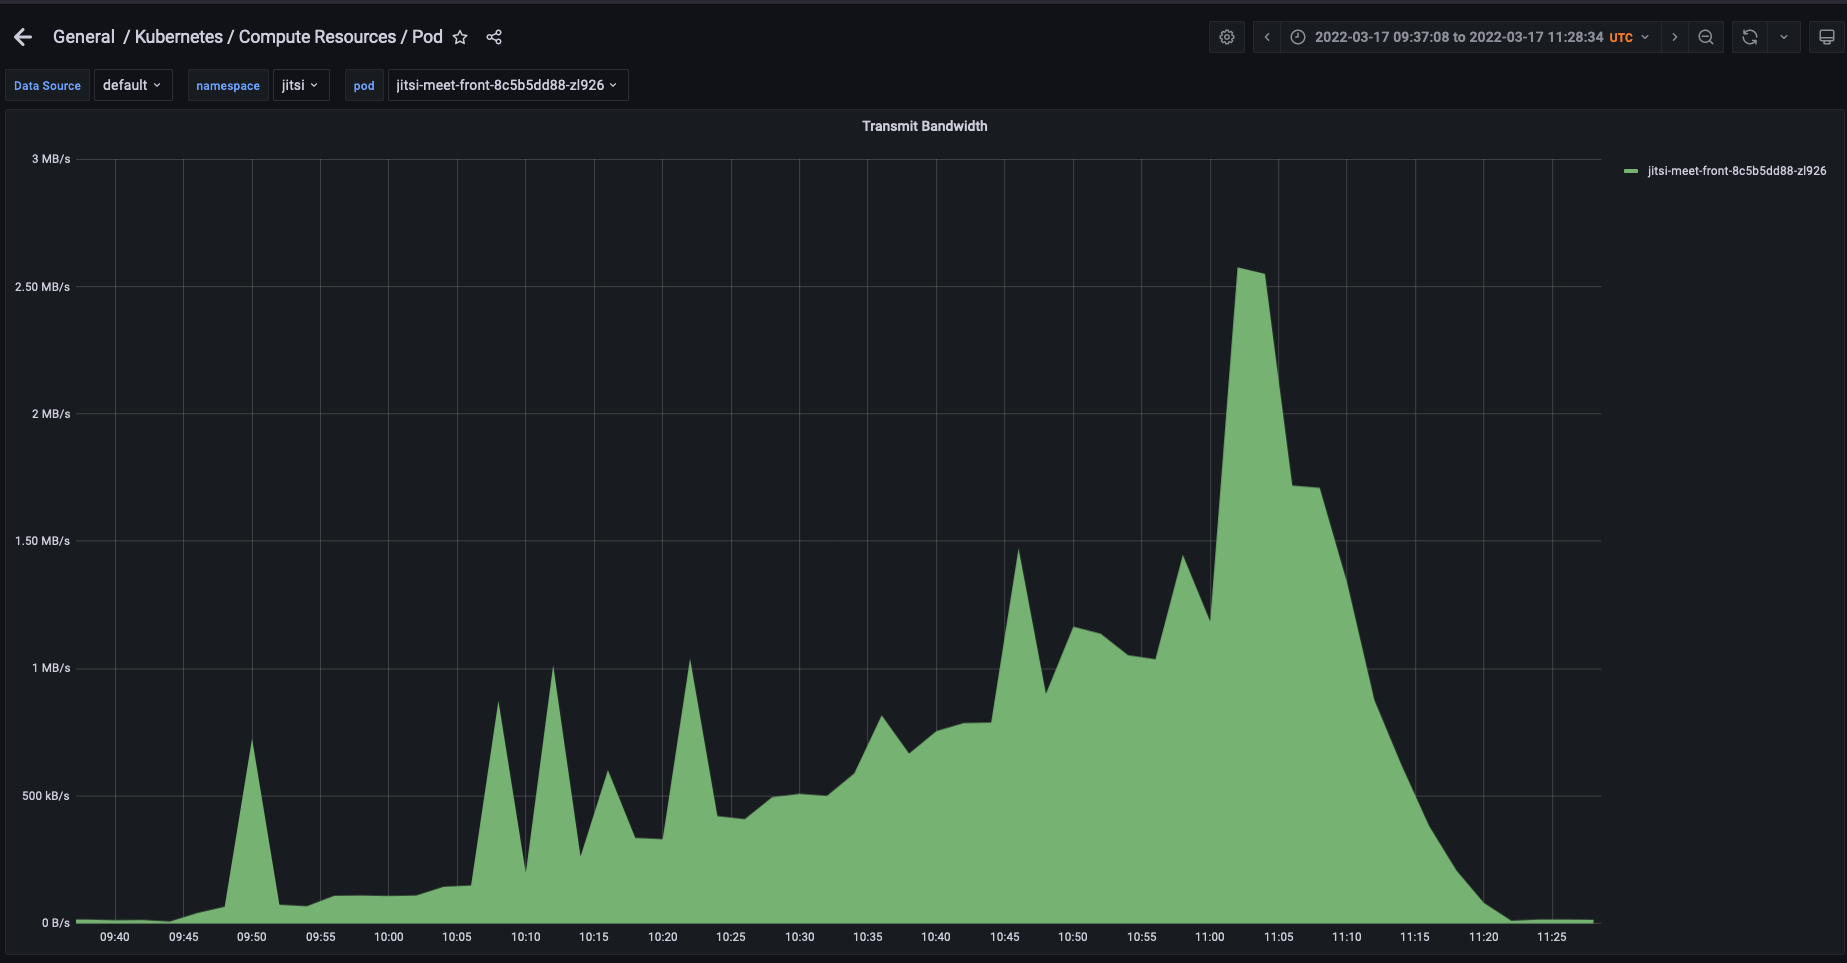 General / Kubernetes / Compute Resources / Pod
2022-03-17 09:37:08 to 2022-03-17 11:28:34 UTC
Data Source default namespace jitsi pod jitsi-meet-front-8c5b5dd88-zl926
Transmit Bandwidth
3 MB/s
jitsi-meet-front-8c5b5dd88-zl926
2.50 MB/s
2 MB/s
1.50 MB/s
1 MB/s
500 kB/s
0 B/s
09:40 09:45 09:50 09:55 10:00 10:05 10:10 10:15 10:20 10:25 10:30 10:35 10:40 10:45 10:50 10:55 11:00 11:05 11:10 11:15 11:20 11:25